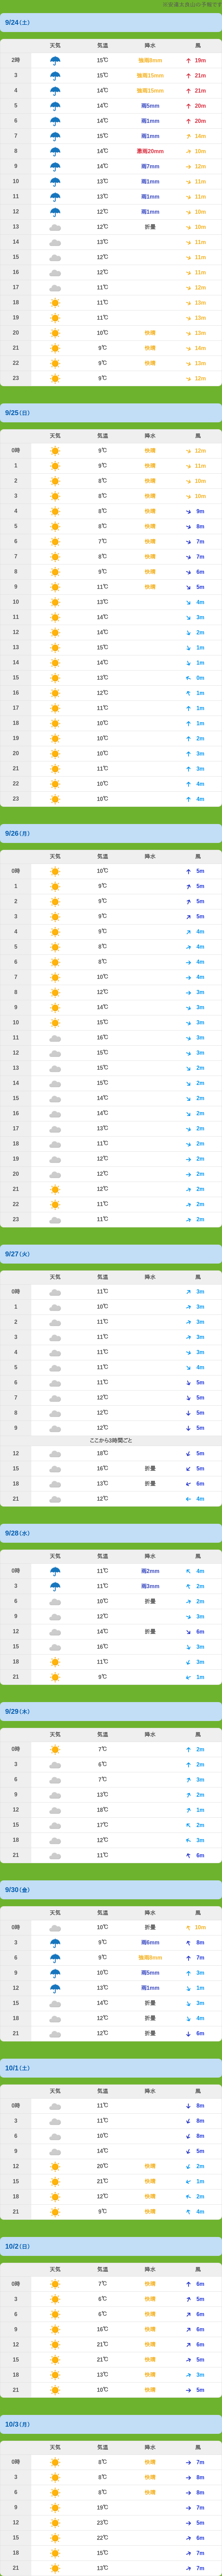 ※後立山連峰の予報です
9/24(土)
天気 気温 降水 風
2時 15℃ 強雨8mm 19m
3 15℃ 強雨15mm 21m
4 14℃ 強雨15mm 21m
5 14℃ 雨5mm 20m
6 14℃ 雨1mm 20m
7 15℃ 雨1mm 14m
8 14℃ 豪雨20mm 10m
9 14℃ 雨7mm 12m
10 13℃ 雨1mm 11m
11 13℃ 雨1mm 11m
12 12℃ 雨1mm 10m
13 12℃ 折畳 10m
14 13℃ 11m
15 12℃ 11m
16 12℃ 11m
17 11℃ 12m
18 11℃ 13m
19 11℃ 13m
20 10℃ 快晴 13m
21 9℃ 快晴 14m
22 9℃ 快晴 13m
23 9℃ 12m
9/25(日)
天気 気温 降水 風
0時 9℃ 快晴 12m
1 9℃ 快晴 11m
2 8℃ 快晴 10m
3 8℃ 快晴 10m
4 8℃ 快晴 9m
5 8℃ 快晴 8m
6 7℃ 快晴 7m
7 8℃ 快晴 7m
8 9℃ 快晴 6m
9 11℃ 快晴 5m
10 13℃ 4m
11 14℃ 3m
12 14℃ 2m
13 15℃ 1m
14 14℃ 1m
15 13℃ 0m
16 12℃ 1m
17 11℃ 1m
18 10℃ 1m
19 10℃ 2m
20 10℃ 3m
21 11℃ 3m
22 10℃ 4m
23 10℃ 4m
9/26(月)
天気 気温 降水 風
0時 10℃ 5m
1 9℃ 5m
2 9℃ 5m
3 9℃ 5m
4 9℃ 4m
5 8℃ 4m
6 8℃ 4m
7 10℃ 4m
8 12℃ 3m
9 14℃ 3m
10 15℃ 3m
11 16℃ 3m
12 15℃ 3m
13 15℃ 2m
14 15℃ 2m
15 14℃ 2m
16 14℃ 2m
17 13℃ 2m
18 11℃ 2m
19 12℃ 2m
20 12℃ 2m
21 12℃ 2m
22 11℃ 2m
23 11℃ 2m
9/27(火)
天気 気温 降水 風
0時 11℃ 3m
1 10℃ 3m
2 11℃ 3m
3 11℃ 3m
4 11℃ 3m
5 11℃ 4m
6 11℃ 5m
7 12℃ 5m
8 12℃ 5m
9 12℃ 5m
ここから3時間ごと
12 18℃ 5m
15 16℃ 折畳 5m
18 13℃ 折畳 6m
21 12℃ 4m
9/28(水)
天気 気温 降水 風
0時 11℃ 雨2mm 4m
3 11℃ 雨3mm 2m
6 10℃ 折畳 2m
9 12℃ 3m
12 14℃ 折畳 6m
15 16℃ 3m
18 11℃ 3m
21 9℃ 1m
9/29(木)
天気 気温 降水 風
0時 7℃ 2m
3 6℃ 2m
6 7℃ 3m
9 13℃ 2m
12 18℃ 1m
15 17℃ 2m
18 12℃ 3m
21 11℃ 6m
9/30(金)
天気 気温 降水 風
0時 10℃ 折畳 10m
3 9℃ 雨6mm 8m
6 9℃ 強雨8mm 7m
9 10℃ 雨5mm 3m
12 13℃ 雨1mm 1m
15 14℃ 折畳 3m
18 12℃ 折畳 4m
21 12℃ 折畳 6m
10/1(土)
天気 気温 降水 風
0時 11℃ 8m
3 11℃ 8m
6 10℃ 8m
9 14℃ 5m
12 20℃ 快晴 2m
15 21℃ 快晴 1m
18 12℃ 快晴 2m
21 9℃ 快晴 4m
10/2(日)
天気 気温 降水 風
0時 7℃ 快晴 6m
3 6℃ 快晴 5m
6 6℃ 快晴 6m
9 16℃ 快晴 6m
12 21℃ 快晴 6m
15 21℃ 快晴 5m
18 13℃ 快晴 3m
21 10℃ 快晴 5m
10/3(月)
天気 気温 降水 風
0時 8℃ 快晴 7m
3 8℃ 快晴 8m
6 8℃ 快晴 8m
9 19℃ 7m
12 23℃ 5m
15 22℃ 6m
18 15℃ 7m
21 13℃ 7m